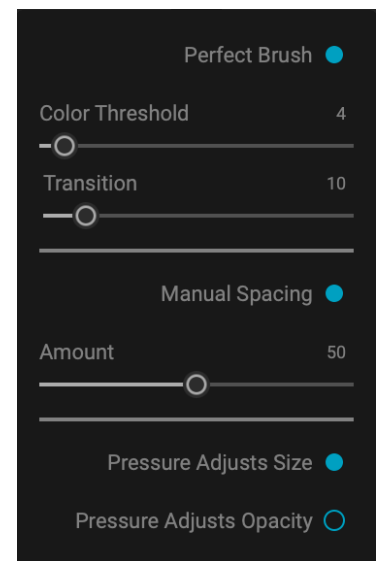 Perfect Brush
Color Threshold 4
Transition 10
Manual Spacing
Amount 50
Pressure Adjusts Size
Pressure Adjusts Opacity